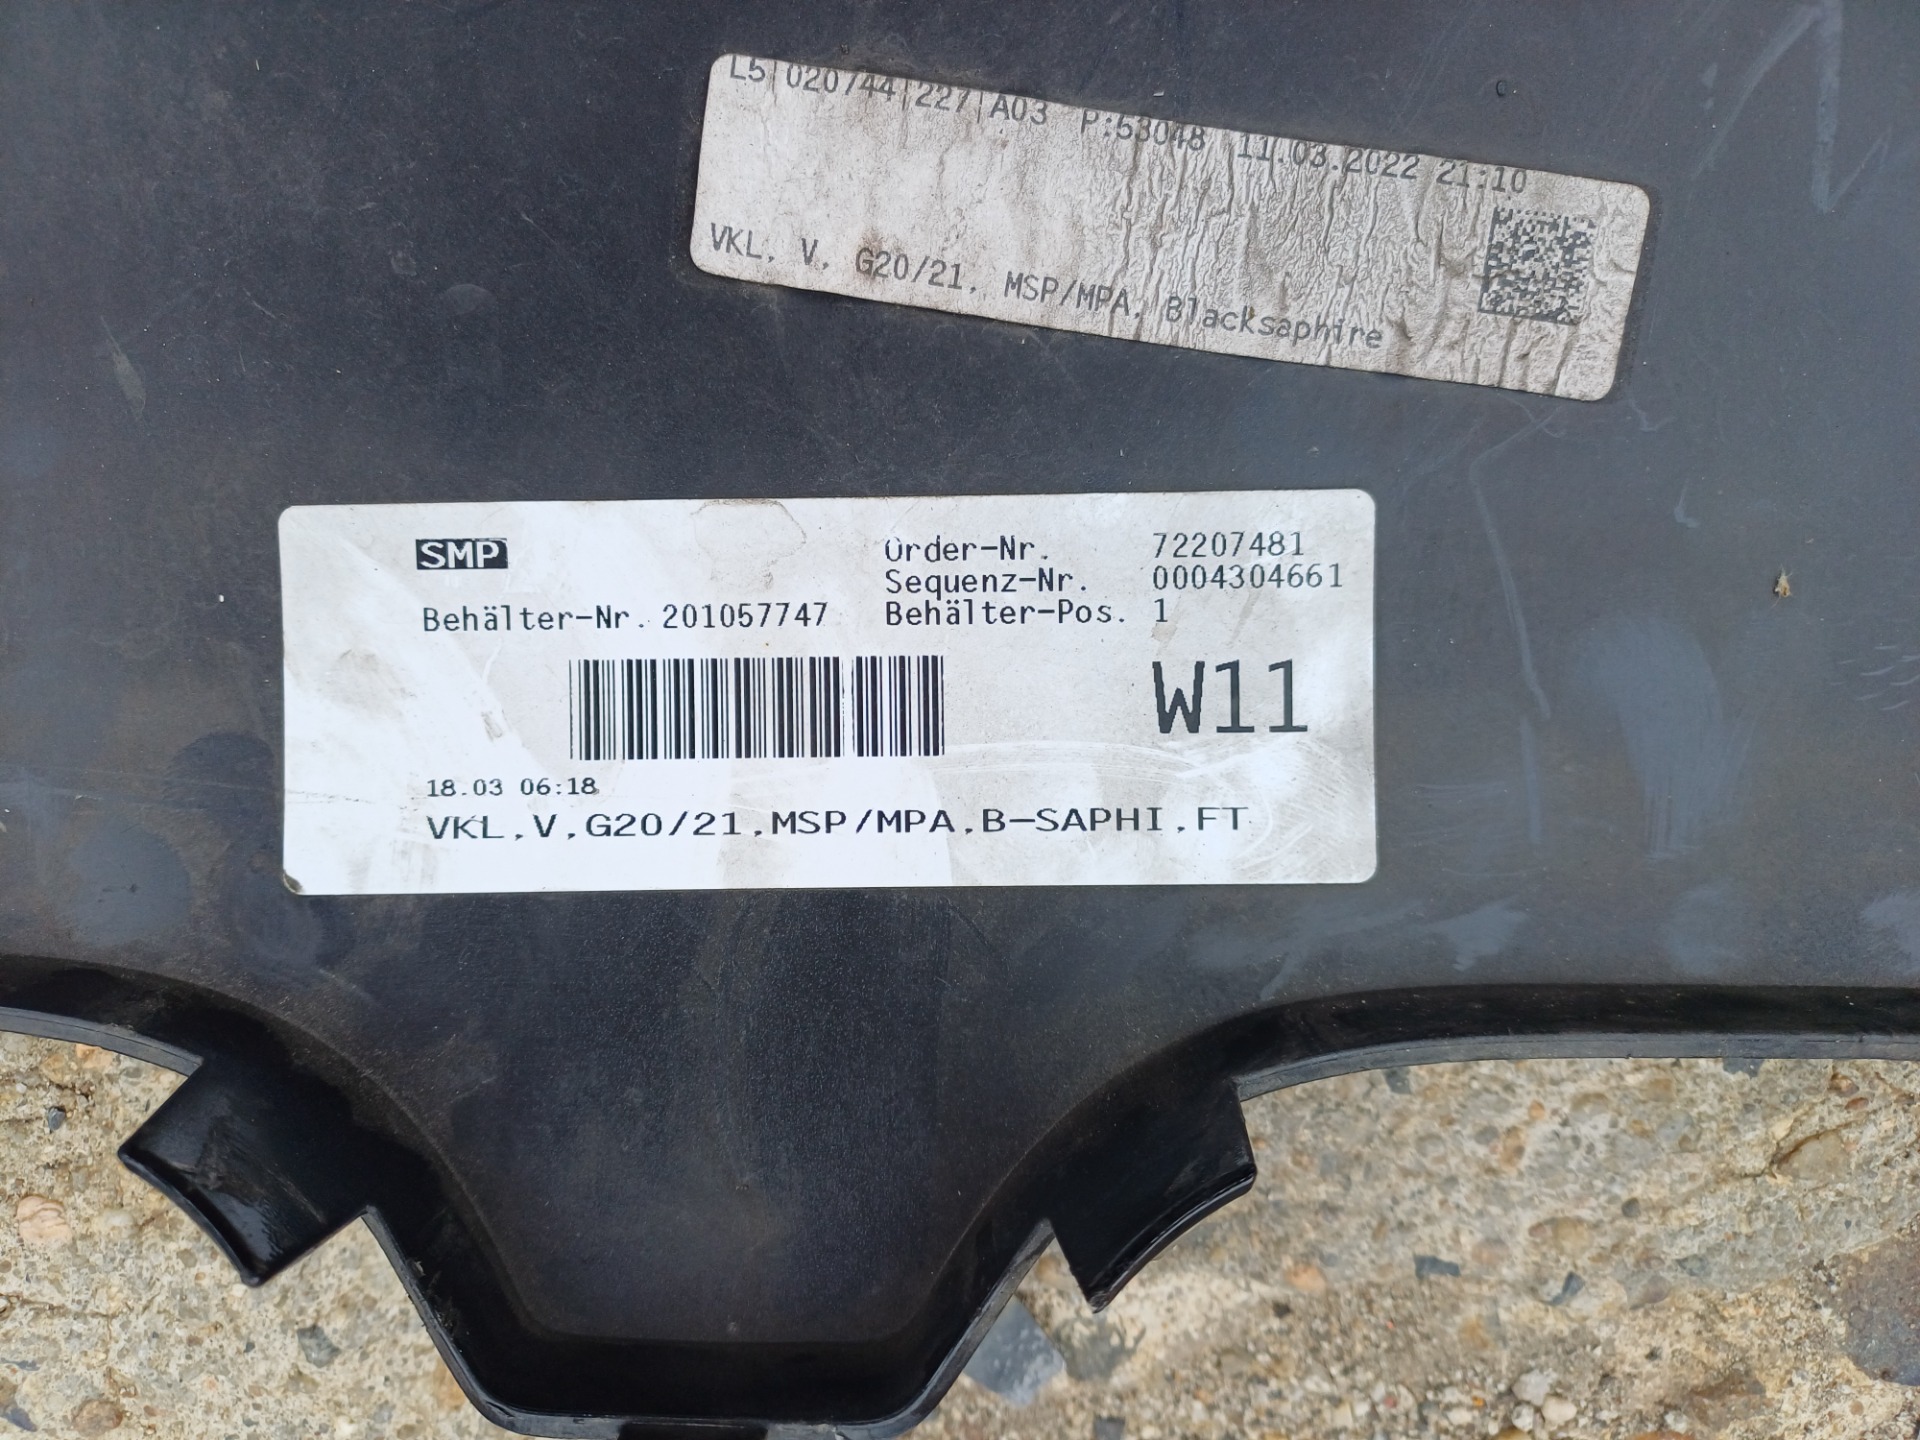 L5|020744|227|A03 P:53048 11.03.2022 21:10
VKL, V, G20/21, MSP/MPA, Blacksaphire
SMP
Order-Nr. 72207481
Sequenz-Nr. 0004304661
Behälter-Nr. 201057747 Behälter-Pos. 1
W11
18.03 06:18
VKL,V,G20/21,MSP/MPA,B-SAPHI,FT